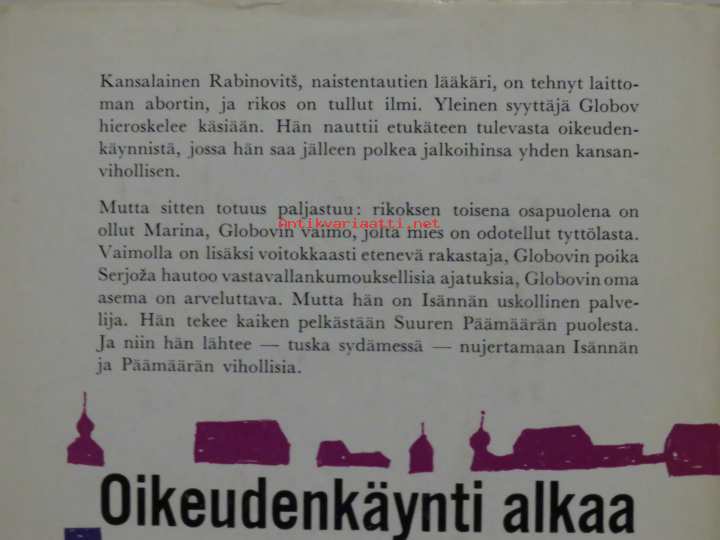 Kansalainen Rabinovitš, naistentautien lääkäri, on tehnyt laitto-
man abortin, ja rikos on tullut ilmi. Yleinen syyttäjä Globov
hieroskelee käsiään. Hän nauttii etukäteen tulevasta oikeuden-
käynnistä, jossa hän saa jälleen polkea jalkoihinsa yhden kansan-
vihollisen.
Mutta sitten totuus paljastuu: rikoksen toisena osapuolena on
Antikvariaatti.net
ollut Marina, Globovin vaimo, jolta mies on odotellut tyttölasta.
Vaimolla on lisäksi voitokkaasti etenevä rakastaja, Globovin poika
Serjoža hautoo vastavallankumouksellisia ajatuksia, Globovin oma
asema on arveluttava. Mutta hän on Isännän uskollinen palve-
lija. Hän tekee kaiken pelkästään Suuren Päämäärän puolesta.
Ja niin hän lähtee — tuska sydämessä — nujertamaan Isännän
ja Päämäärän vihollisia.
Oikeudenkäynti alkaa